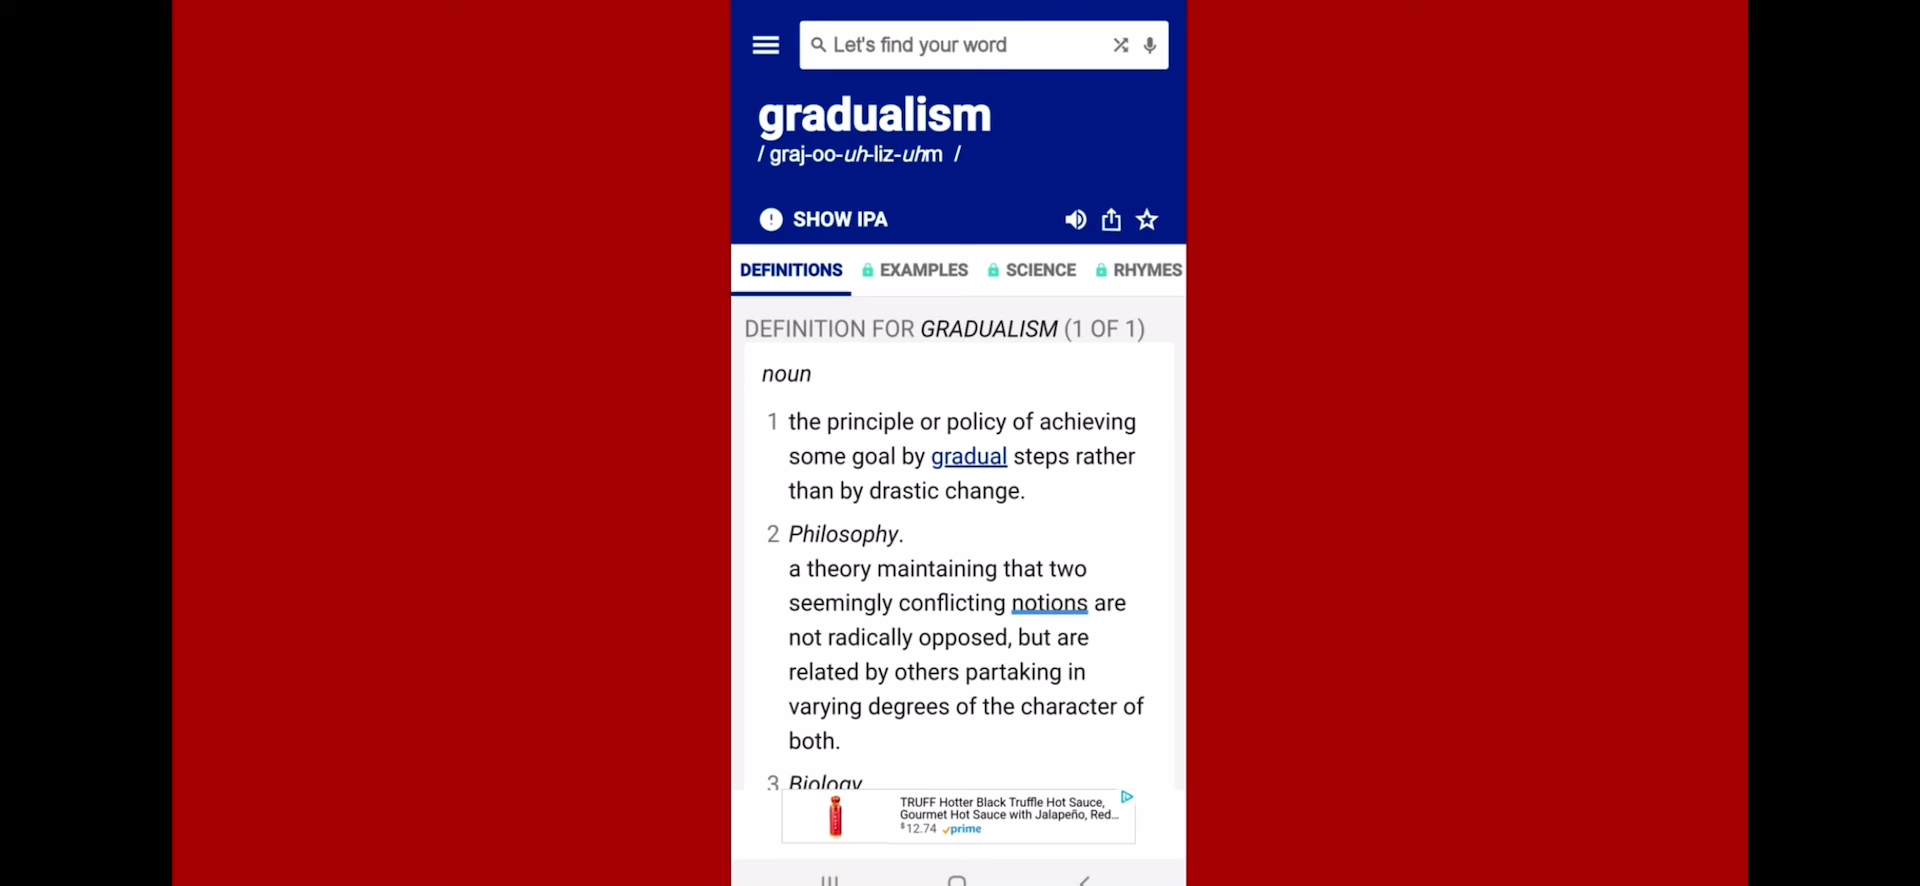 Let's find your word
gradualism
/ graj-oo-uh-liz-uhm /
SHOW IPA
DEFINITIONS EXAMPLES SCIENCE RHYMES
DEFINITION FOR GRADUALISM (1 OF 1)
noun
1 the principle or policy of achieving
some goal by gradual steps rather
than by drastic change.
2 Philosophy.
a theory maintaining that two
seemingly conflicting notions are
not radically opposed, but are
related by others partaking in
varying degrees of the character of
both.
3 Biology
TRUFF Hotter Black Truffle Hot Sauce,
Gourmet Hot Sauce with Jalapeño, Red...
$12.74 prime